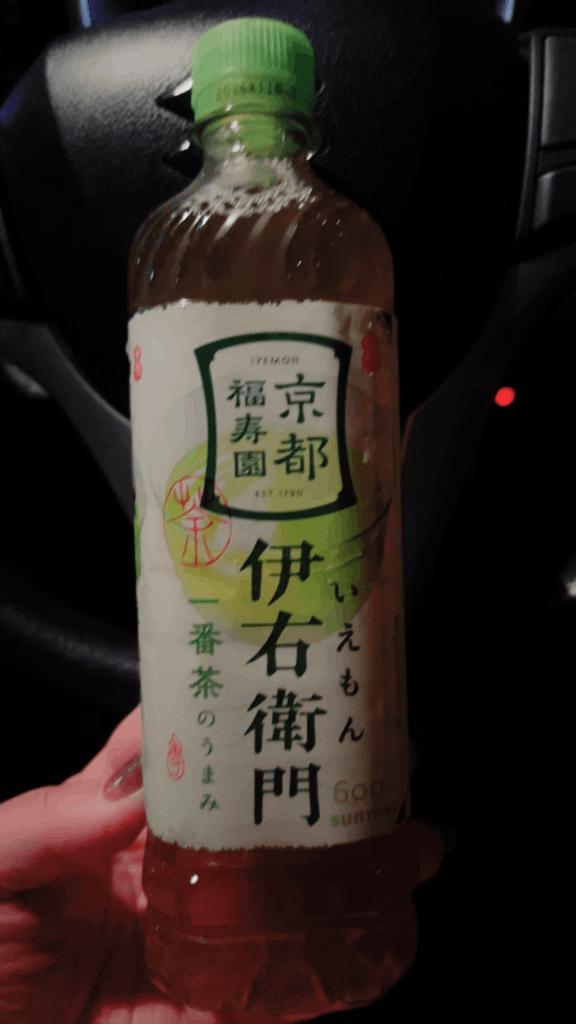 IYEMON
京都
福寿園
EST.1790
茶
伊右衛門
いえもん
一番茶のうまみ
600
SUNTORY